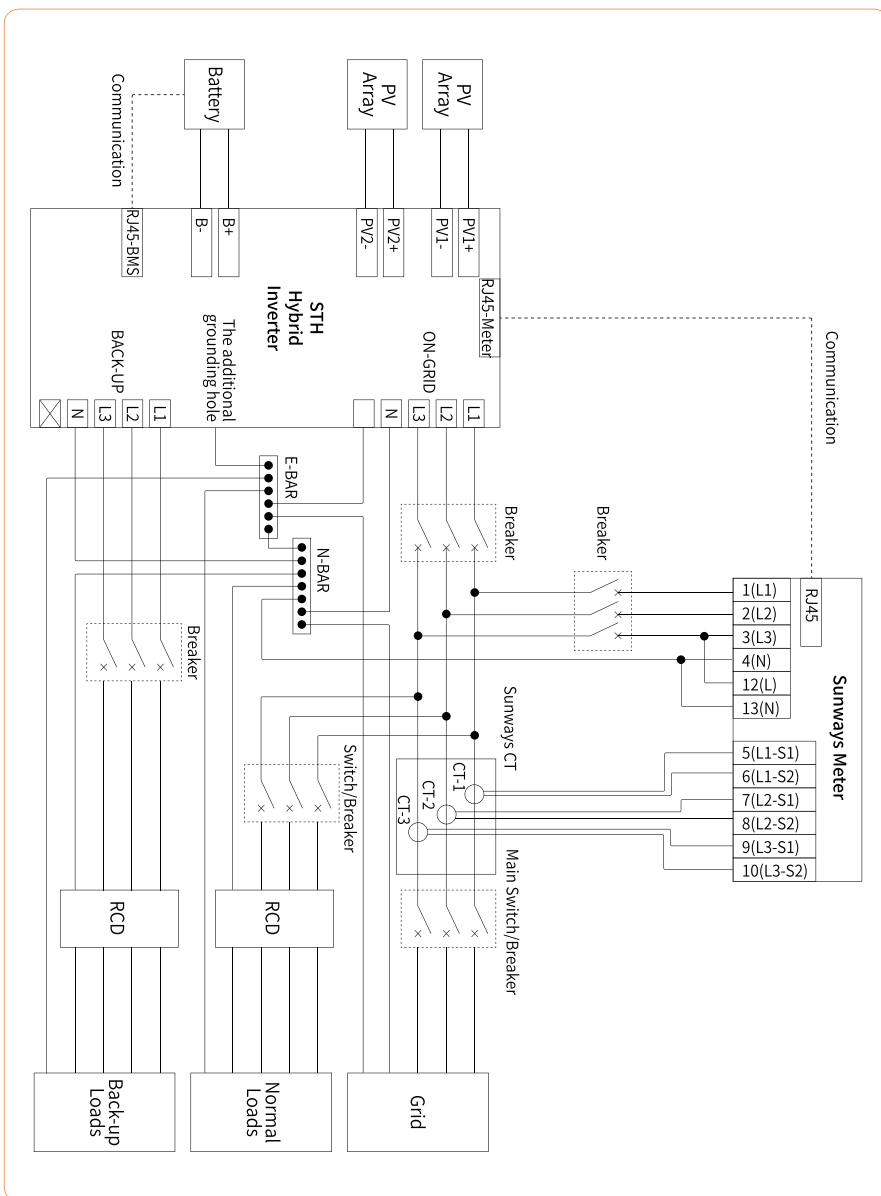 Battery
PV
Array
PV
Array
Communication
RJ45-BMS
B-
B+
PV2-
PV2+
PV1-
PV1+
RJ45-Meter
STH
Hybrid
Inverter
Communication
BACK-UP
The additional
grounding hole
ON-GRID
N
L3
L2
L1
N
L3
L2
L1
E-BAR
N-BAR
Breaker
Breaker
RJ45
1(L1)
2(L2)
3(L3)
4(N)
12(L)
13(N)
Sunways Meter
5(L1-S1)
6(L1-S2)
7(L2-S1)
8(L2-S2)
9(L3-S1)
10(L3-S2)
Breaker
Sunways CT
CT-1
CT-2
CT-3
Switch/Breaker
Main Switch/Breaker
RCD
RCD
Back-up
Loads
Normal
Loads
Grid